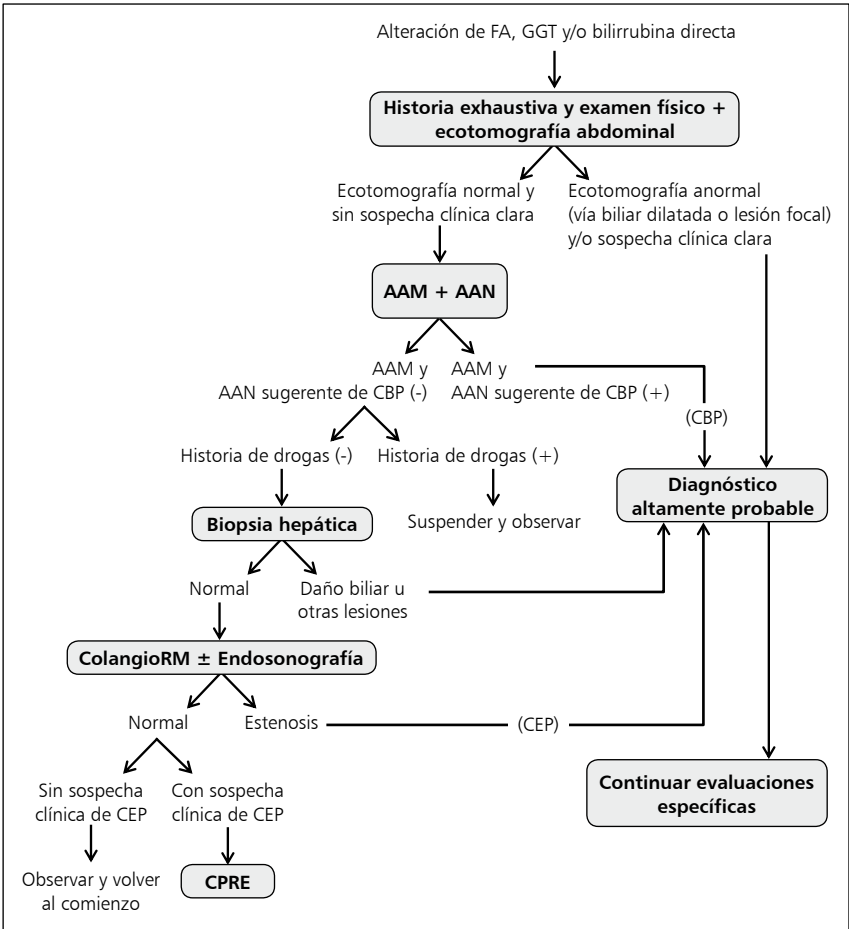 Alteración de FA, GGT y/o bilirrubina directa
Historia exhaustiva y examen físico +
ecotomografía abdominal
Ecotomografía normal y
sin sospecha clínica clara
Ecotomografía anormal
(vía biliar dilatada o lesión focal)
y/o sospecha clínica clara
AAM + AAN
AAM y
AAN sugerente de CBP (-)
AAM y
AAN sugerente de CBP (+)
(CBP)
Historia de drogas (-)
Historia de drogas (+)
Diagnóstico
altamente probable
Biopsia hepática
Suspender y observar
Normal
Daño biliar u
otras lesiones
ColangioRM ± Endosonografía
Normal
Estenosis
(CEP)
Sin sospecha
clínica de CEP
Con sospecha
clínica de CEP
Continuar evaluaciones
específicas
Observar y volver
al comienzo
CPRE